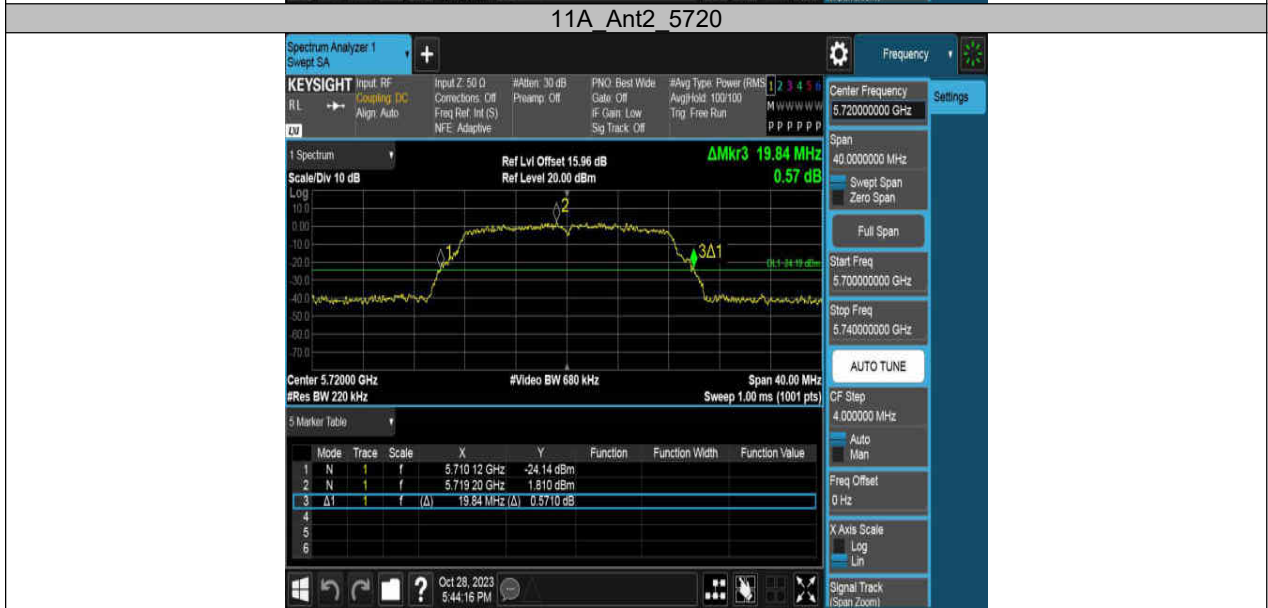 11A_Ant2_5720
Spectrum Analyzer 1
Swept SA
+
Frequency
KEYSIGHT
RL
LXI
Input: RF
Coupling: DC
Align: Auto
Input Z: 50 Ω
Corrections: Off
Freq Ref: Int (S)
NFE: Adaptive
#Atten: 30 dB
Preamp: Off
PNO: Best Wide
Gate: Off
IF Gain: Low
Sig Track: Off
#Avg Type: Power (RMS
Avg|Hold: 100/100
Trig: Free Run
1 2 3 4 5 6
M W W W W W
P P P P P P
Center Frequency
5.720000000 GHz
Settings
Span
40.0000000 MHz
Swept Span
Zero Span
Full Span
Start Freq
5.700000000 GHz
Stop Freq
5.740000000 GHz
AUTO TUNE
CF Step
4.000000 MHz
Auto
Man
Freq Offset
0 Hz
X Axis Scale
Log
Lin
Signal Track
(Span Zoom)
1 Spectrum
Scale/Div 10 dB
Ref Lvl Offset 15.96 dB
Ref Level 20.00 dBm
ΔMkr3 19.84 MHz
0.57 dB
Log
10.0
0.00
-10.0
-20.0
-30.0
-40.0
-50.0
-60.0
-70.0
1
2
3Δ1
DL1 -24.19 dBm
Center 5.72000 GHz
#Res BW 220 kHz
#Video BW 680 kHz
Span 40.00 MHz
Sweep 1.00 ms (1001 pts)
5 Marker Table
Mode Trace Scale X Y Function Function Width Function Value
1 N 1 f 5.710 12 GHz -24.14 dBm
2 N 1 f 5.719 20 GHz 1.810 dBm
3 Δ1 1 f (Δ) 19.84 MHz (Δ) 0.5710 dB
4
5
6
?
Oct 28, 2023
5:44:16 PM